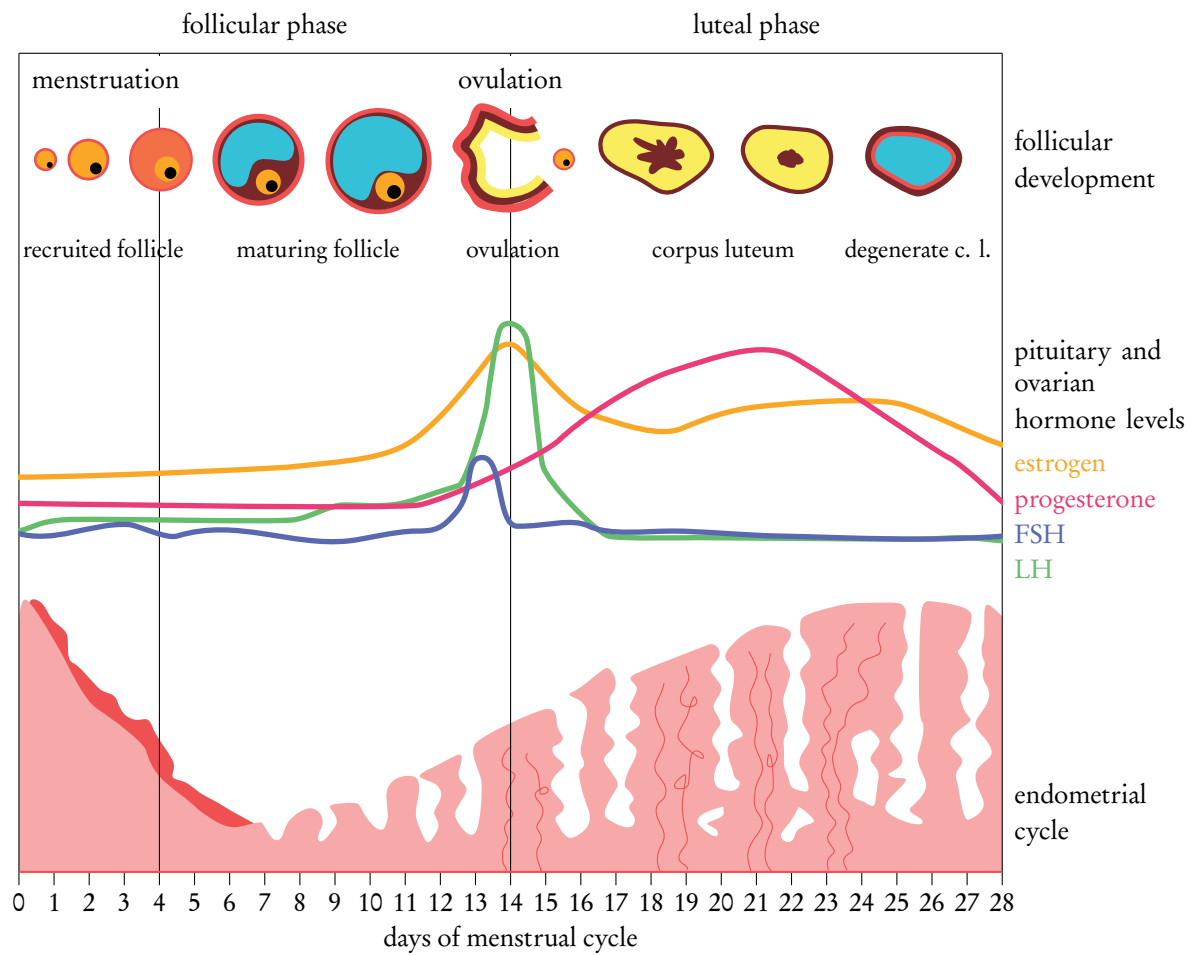 follicular phase
luteal phase
menstruation
ovulation
follicular
development
recruited follicle
maturing follicle
ovulation
corpus luteum
degenerate c. l.
pituitary and
ovarian
hormone levels
estrogen
progesterone
FSH
LH
endometrial
cycle
0 1 2 3 4 5 6 7 8 9 10 11 12 13 14 15 16 17 18 19 20 21 22 23 24 25 26 27 28
days of menstrual cycle